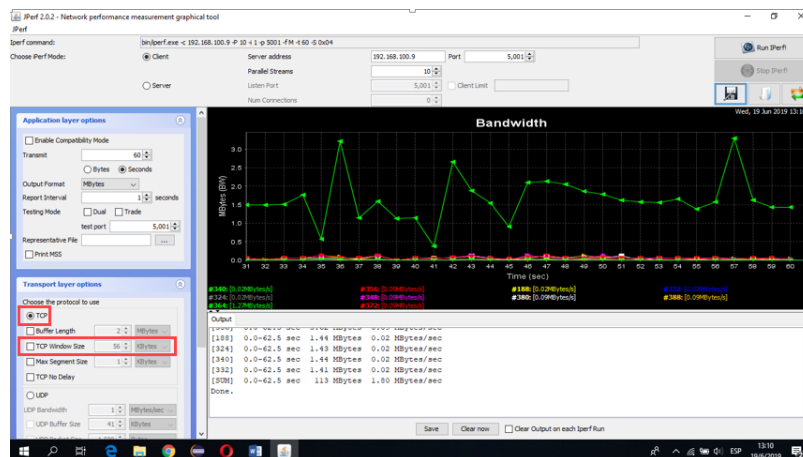 JPerf 2.0.2 - Network performance measurement graphical tool
JPerf
Iperf command: bin/iperf.exe -c 192.168.100.9 -P 10 -i 1 -p 5001 -f M -t 60 -S 0x04
Choose iPerf Mode: Client Server address 192.168.100.9 Port 5,001
Parallel Streams 10
Server Listen Port 5,001 Client Limit
Num Connections 0
Run IPerf!
Stop IPerf!
Application layer options
Enable Compatibility Mode
Transmit 60
Bytes Seconds
Output Format MBytes
Report Interval 1 seconds
Testing Mode Dual Trade
test port 5,001
Representative File ...
Print MSS
Transport layer options
Choose the protocol to use
TCP
Buffer Length 2 MBytes
TCP Window Size 56 KBytes
Max Segment Size 1 KBytes
TCP No Delay
UDP
UDP Bandwidth 1 MBytes/sec
UDP Buffer Size 41 KBytes
Wed, 19 Jun 2019 13:10
Bandwidth
MBytes (BW)
3.0
2.5
2.0
1.5
1.0
0.5
0.0
31 32 33 34 35 36 37 38 39 40 41 42 43 44 45 46 47 48 49 50 51 52 53 54 55 56 57 58 59 60
Time (sec)
#340: [0.02MBytes/s] #188: [0.02MBytes/s]
#324: [0.02MBytes/s] #348: [0.09MBytes/s] #380: [0.09MBytes/s] #388: [0.09MBytes/s]
#364: [1.27MBytes/s] #372: [0.09MBytes/s]
Output
[188] 0.0-62.5 sec 1.44 MBytes 0.02 MBytes/sec
[324] 0.0-62.5 sec 1.43 MBytes 0.02 MBytes/sec
[340] 0.0-62.5 sec 1.44 MBytes 0.02 MBytes/sec
[332] 0.0-62.5 sec 1.41 MBytes 0.02 MBytes/sec
[SUM] 0.0-62.5 sec 113 MBytes 1.80 MBytes/sec
Done.
Save Clear now Clear Output on each Iperf Run
ESP 13:10
19/6/2019